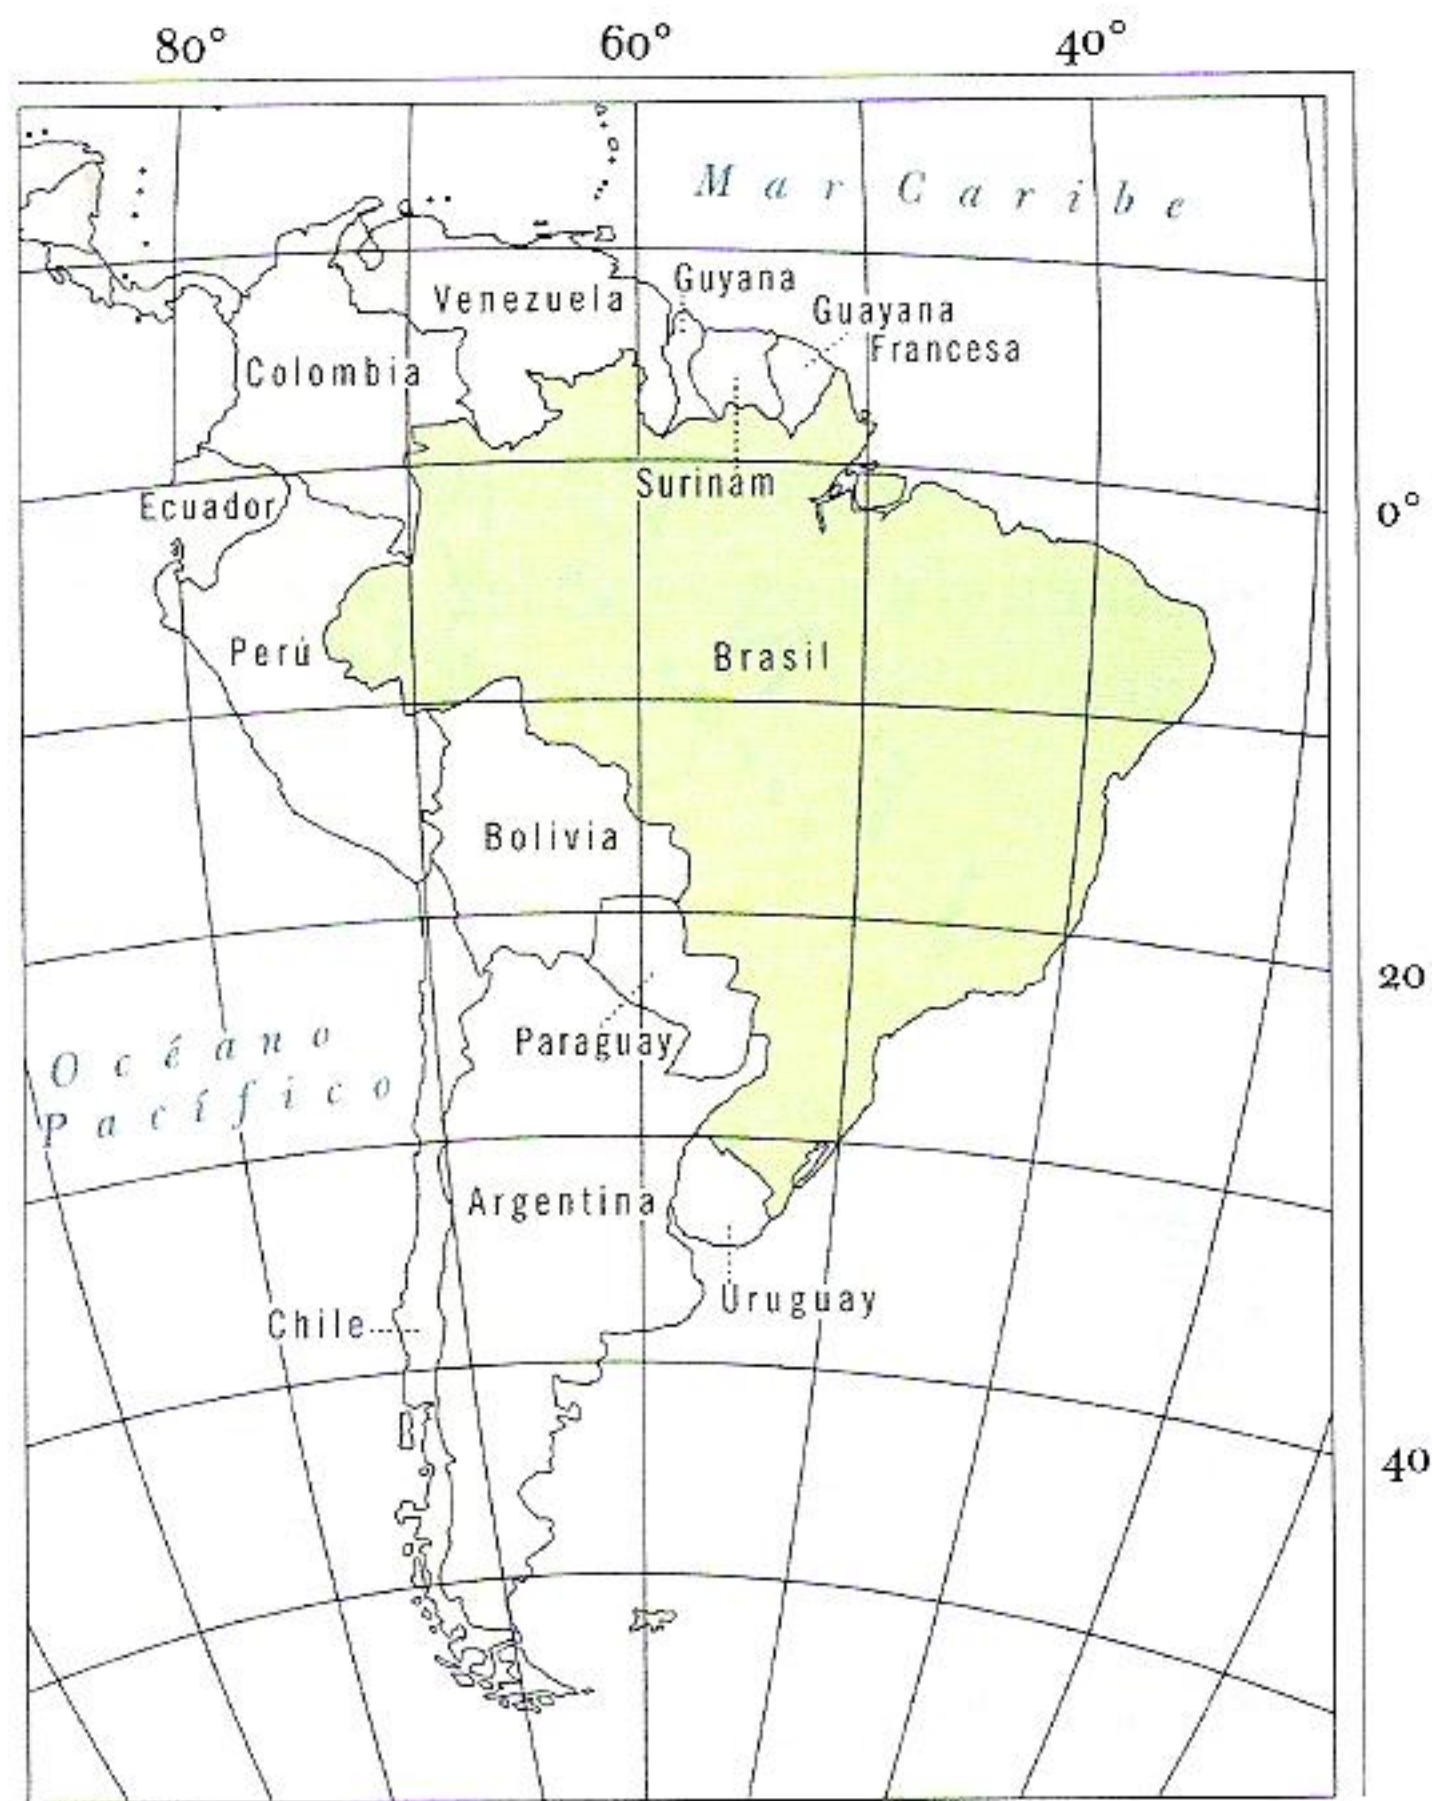 80° 60° 40°
Mar Caribe
Guyana
Venezuela
Guayana
Francesa
Colombia
Surinam
Ecuador
0°
Perú
Brasil
Bolivia
20
Océano
Pacífico
Paraguay
Argentina
Uruguay
Chile
40